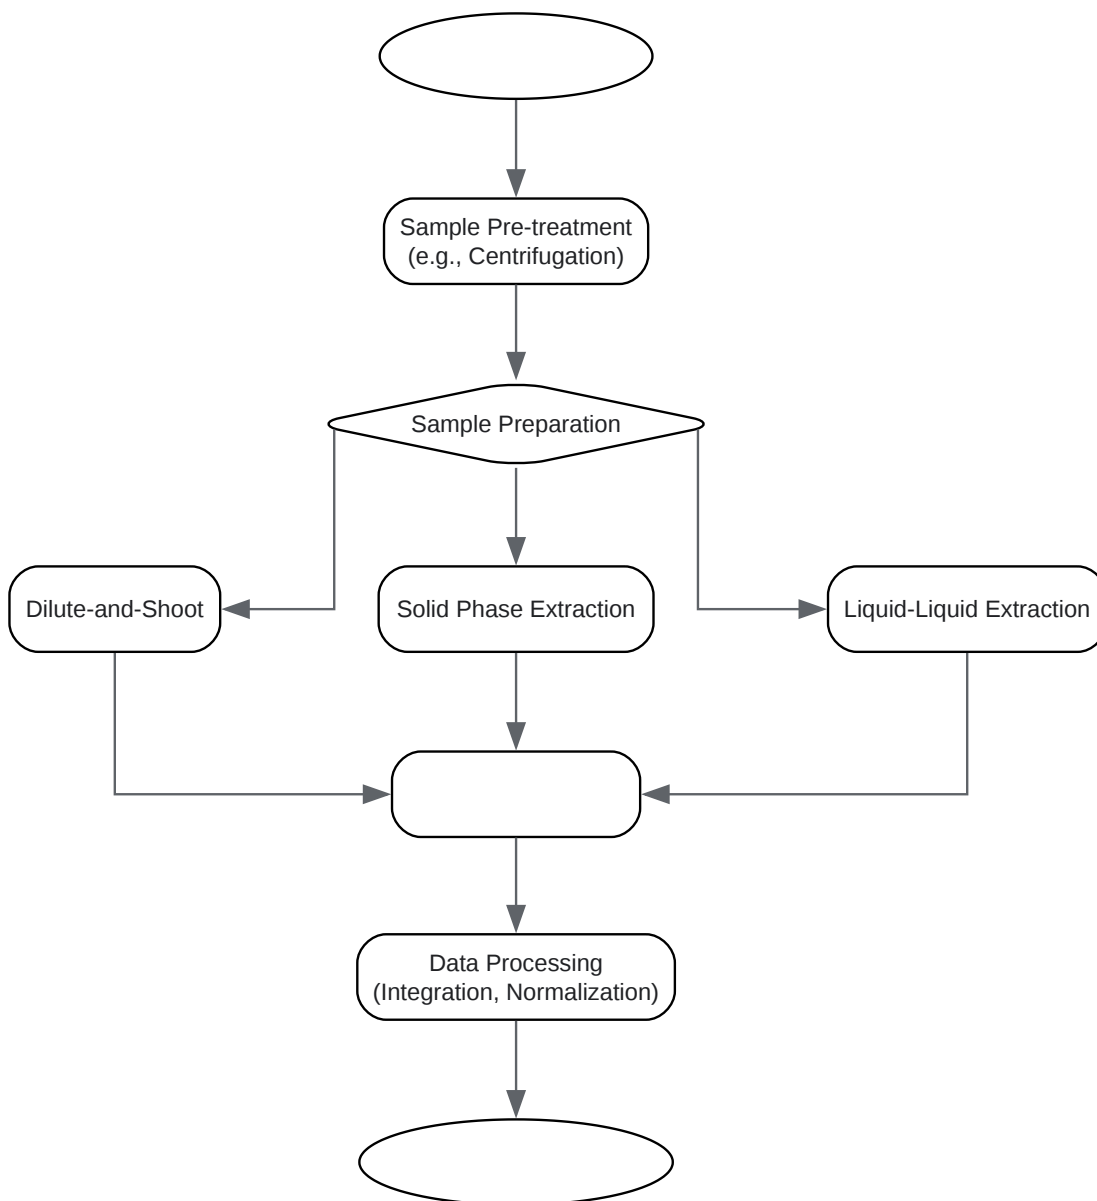 Sample Pre-treatment
(e.g., Centrifugation)
Sample Preparation
Dilute-and-Shoot
Solid Phase Extraction
Liquid-Liquid Extraction
Data Processing
(Integration, Normalization)